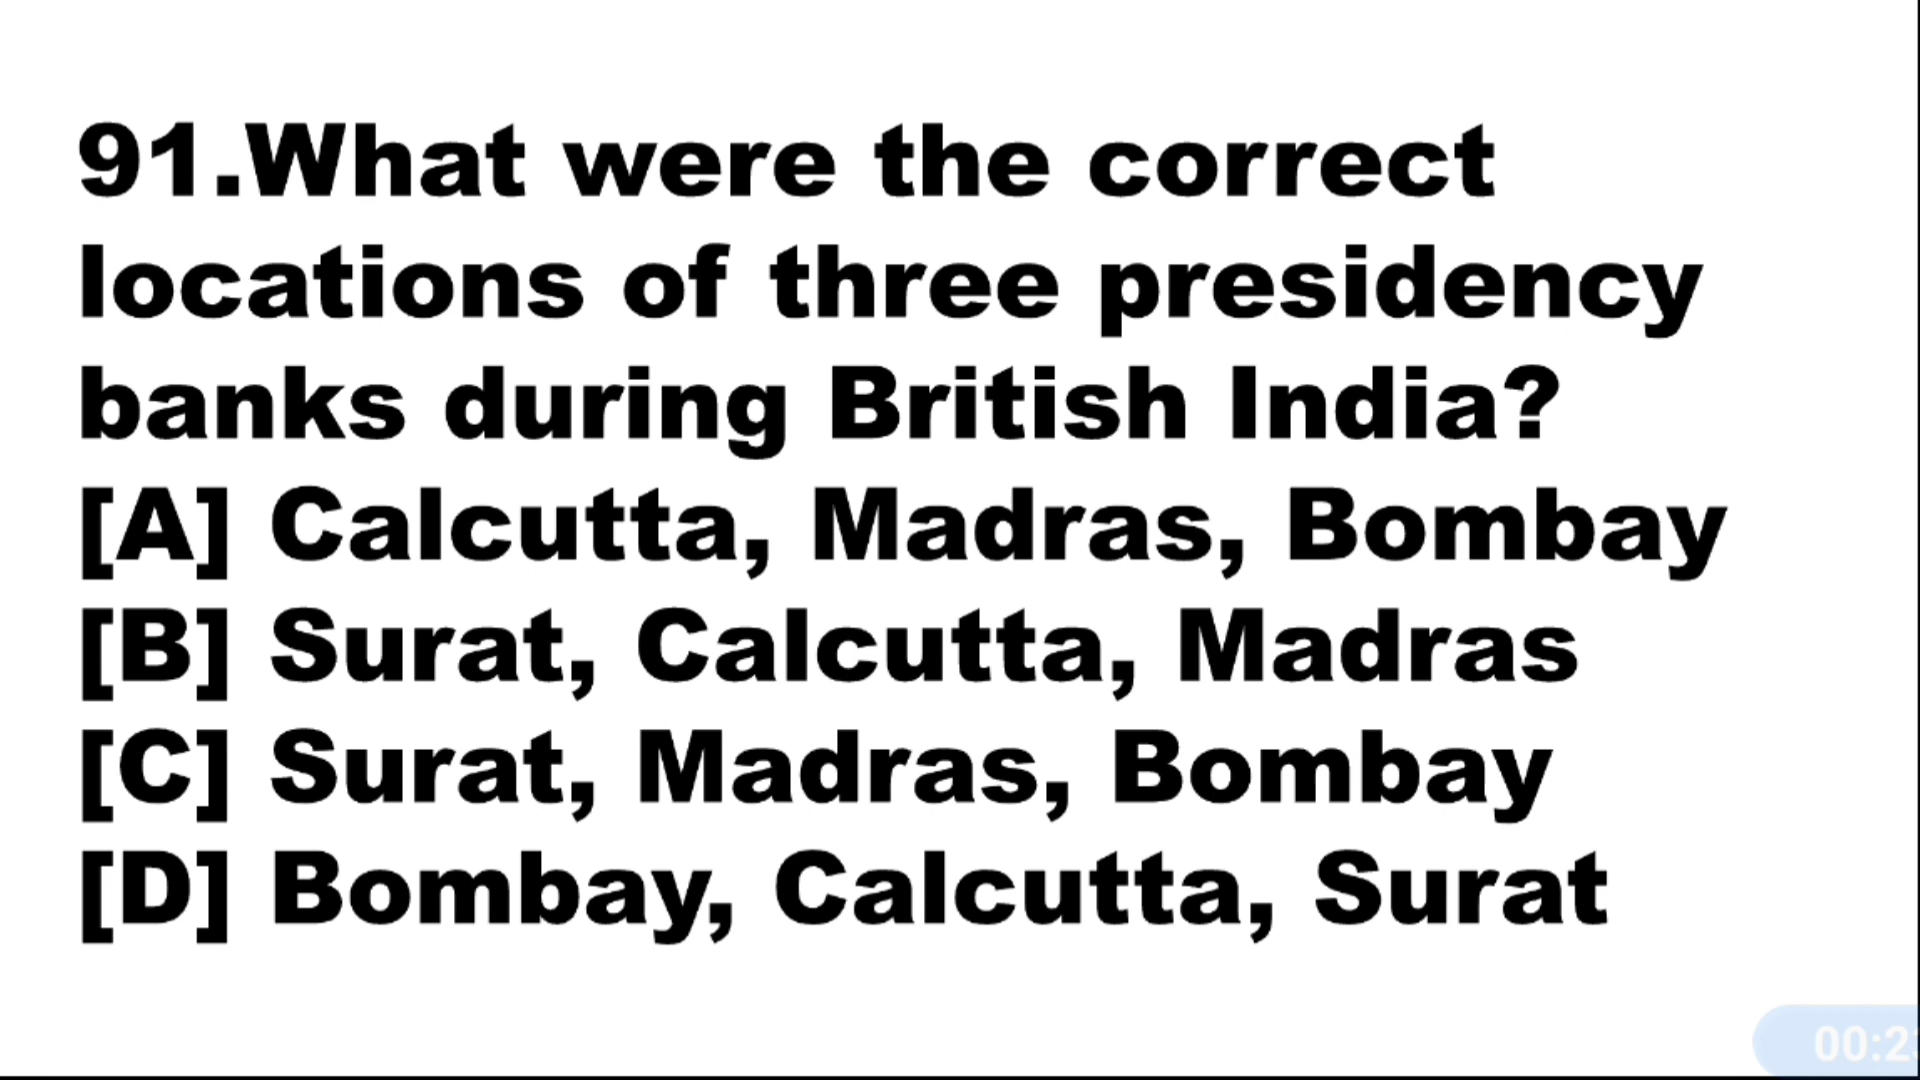 91.What were the correct
locations of three presidency
banks during British India?
[A] Calcutta, Madras, Bombay
[B] Surat, Calcutta, Madras
[C] Surat, Madras, Bombay
[D] Bombay, Calcutta, Surat